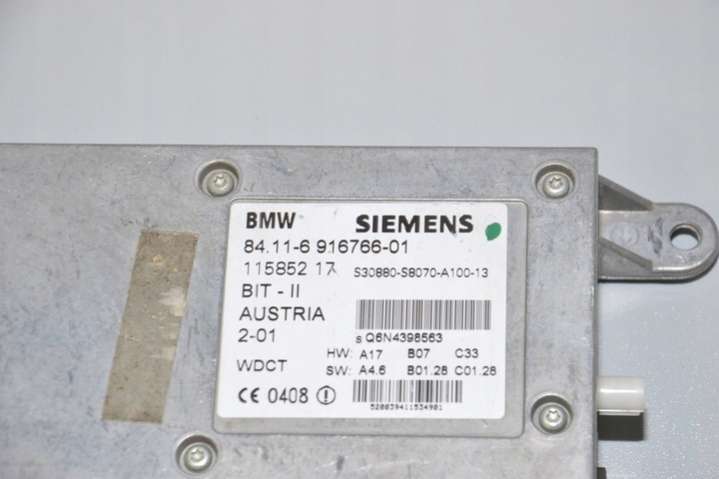 BMW SIEMENS
84.11-6 916766-01
115852 17 S30880-S8070-A100-13
BIT - II
AUSTRIA
2-01 s Q6N4398563
HW: A17 B07 C33
WDCT SW: A4.6 B01.28 C01.28
CE 0408
520039411534901